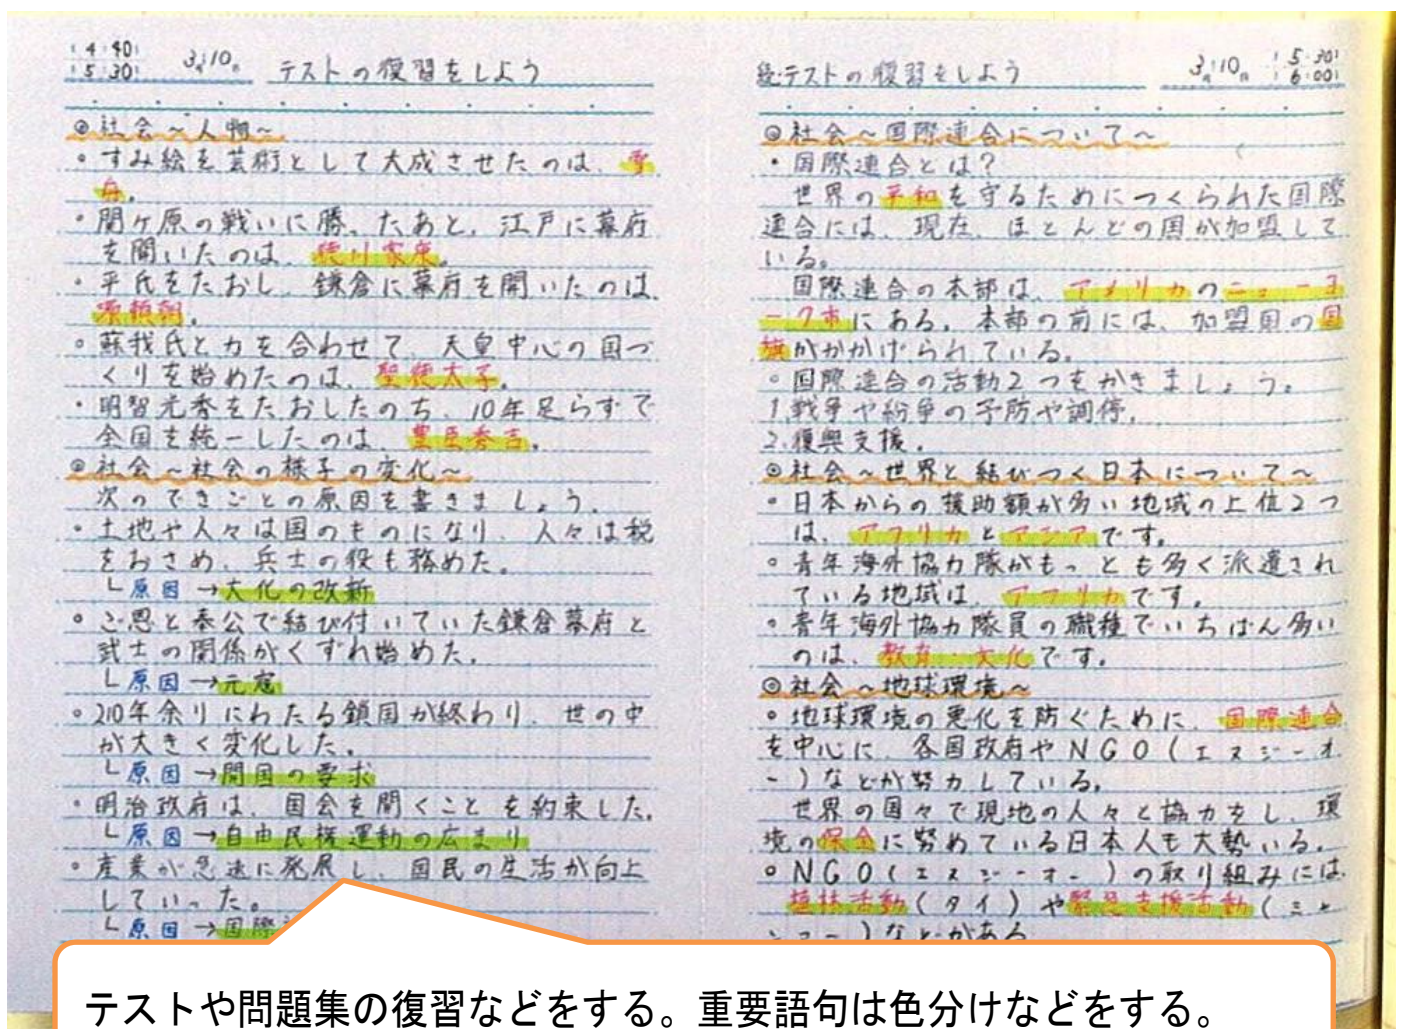 14:40
15:30
3月10日 テストの復習をしよう
◎社会～人物～
・すみ絵を芸術として大成させたのは、雪
舟。
・関ヶ原の戦いに勝ったあと、江戸に幕府
を開いたのは、徳川家康。
・平氏をたおし、鎌倉に幕府を開いたのは、
源頼朝。
・蘇我氏と力を合わせて、天皇中心の国づ
くりを始めたのは、聖徳太子。
・明智光秀をたおしたのち、10年足らずで
全国を統一したのは、豊臣秀吉。
◎社会～社会の様子の変化～
次のできごとの原因を書きましょう。
・土地や人々は国のものになり、人々は税
をおさめ、兵士の役も務めた。
└原因→大化の改新
・ご恩と奉公で結び付いていた鎌倉幕府と
武士の関係がくずれ始めた。
└原因→元寇
・210年余りにわたる鎖国が終わり、世の中
が大きく変化した。
└原因→開国の要求
・明治政府は、国会を開くことを約束した。
└原因→自由民権運動の広まり
・産業が急速に発展し、国民の生活が向上
していった。
└原因→国際
続・テストの復習をしよう 3月10日
15:30
16:00
◎社会～国際連合について～
・国際連合とは?
世界の平和を守るためにつくられた国際
連合には、現在、ほとんどの国が加盟して
いる。
国際連合の本部は、アメリカのニューヨ
ーク市にある。本部の前には、加盟国の国
旗がかかげられている。
・国際連合の活動2つをかきましょう。
1.戦争や紛争の予防や調停。
2.復興支援。
◎社会～世界と結びつく日本について～
・日本からの援助額が多い地域の上位2つ
は、アフリカとアジアです。
・青年海外協力隊がもっとも多く派遣され
ている地域は、アフリカです。
・青年海外協力隊員の職種でいちばん多い
のは、教育・文化です。
◎社会～地球環境～
・地球環境の悪化を防ぐために、国際連合
を中心に、各国政府やNGO(エヌジーオ
ー)などが努力している。
世界の国々で現地の人々と協力をし、環
境の保全に努めている日本人も大勢いる。
・NGO(エヌジーオー)の取り組みには
植林活動(タイ)や緊急支援活動(ミャ
ンマー)などがある
テストや問題集の復習などをする。重要語句は色分けなどをする。